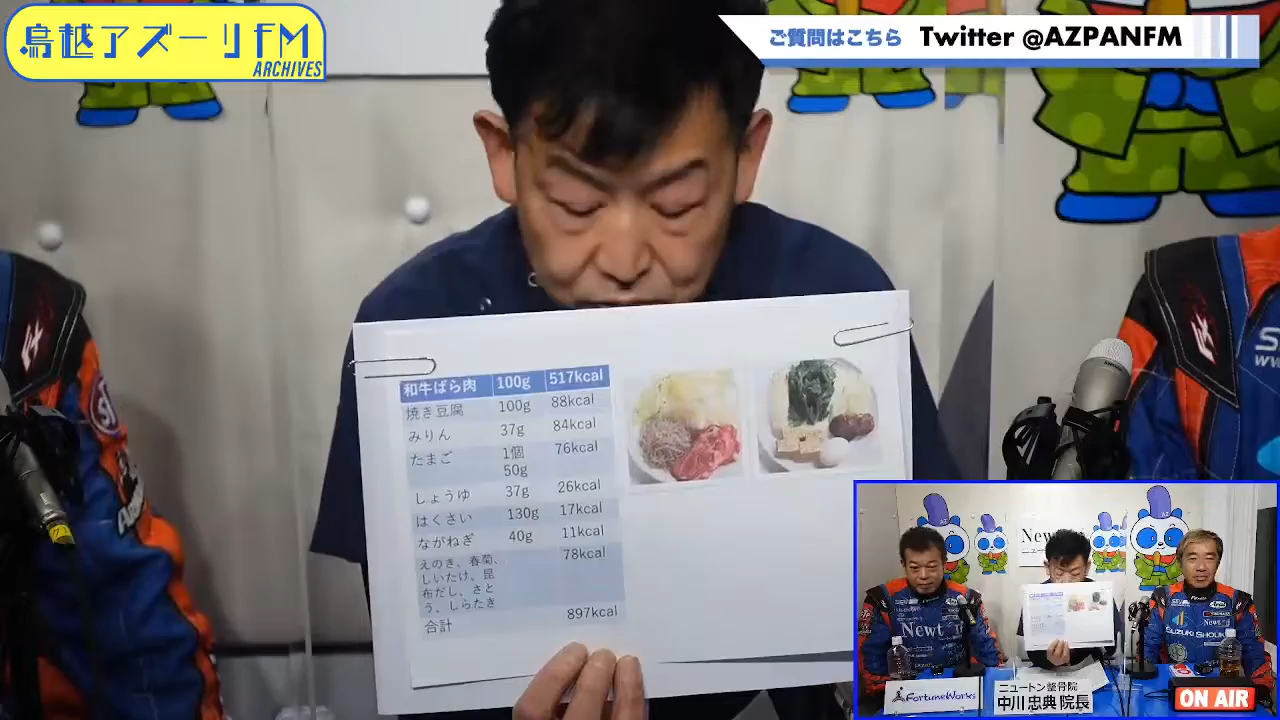 鳥越アズーリFM
ARCHIVES
ご質問はこちら Twitter @AZPANFM
和牛ばら肉 100g 517kcal
焼き豆腐 100g 88kcal
みりん 37g 84kcal
たまご 1個 50g 76kcal
しょうゆ 37g 26kcal
はくさい 130g 17kcal
ながねぎ 40g 11kcal
えのき、春菊、 78kcal
しいたけ、昆
布だし、さと
う、しらたき
合計 897kcal
Newt
Newt
SUZUKI SHOUK
FortuneWorks
ニュートン整骨院
中川 忠典 院長
ON AIR